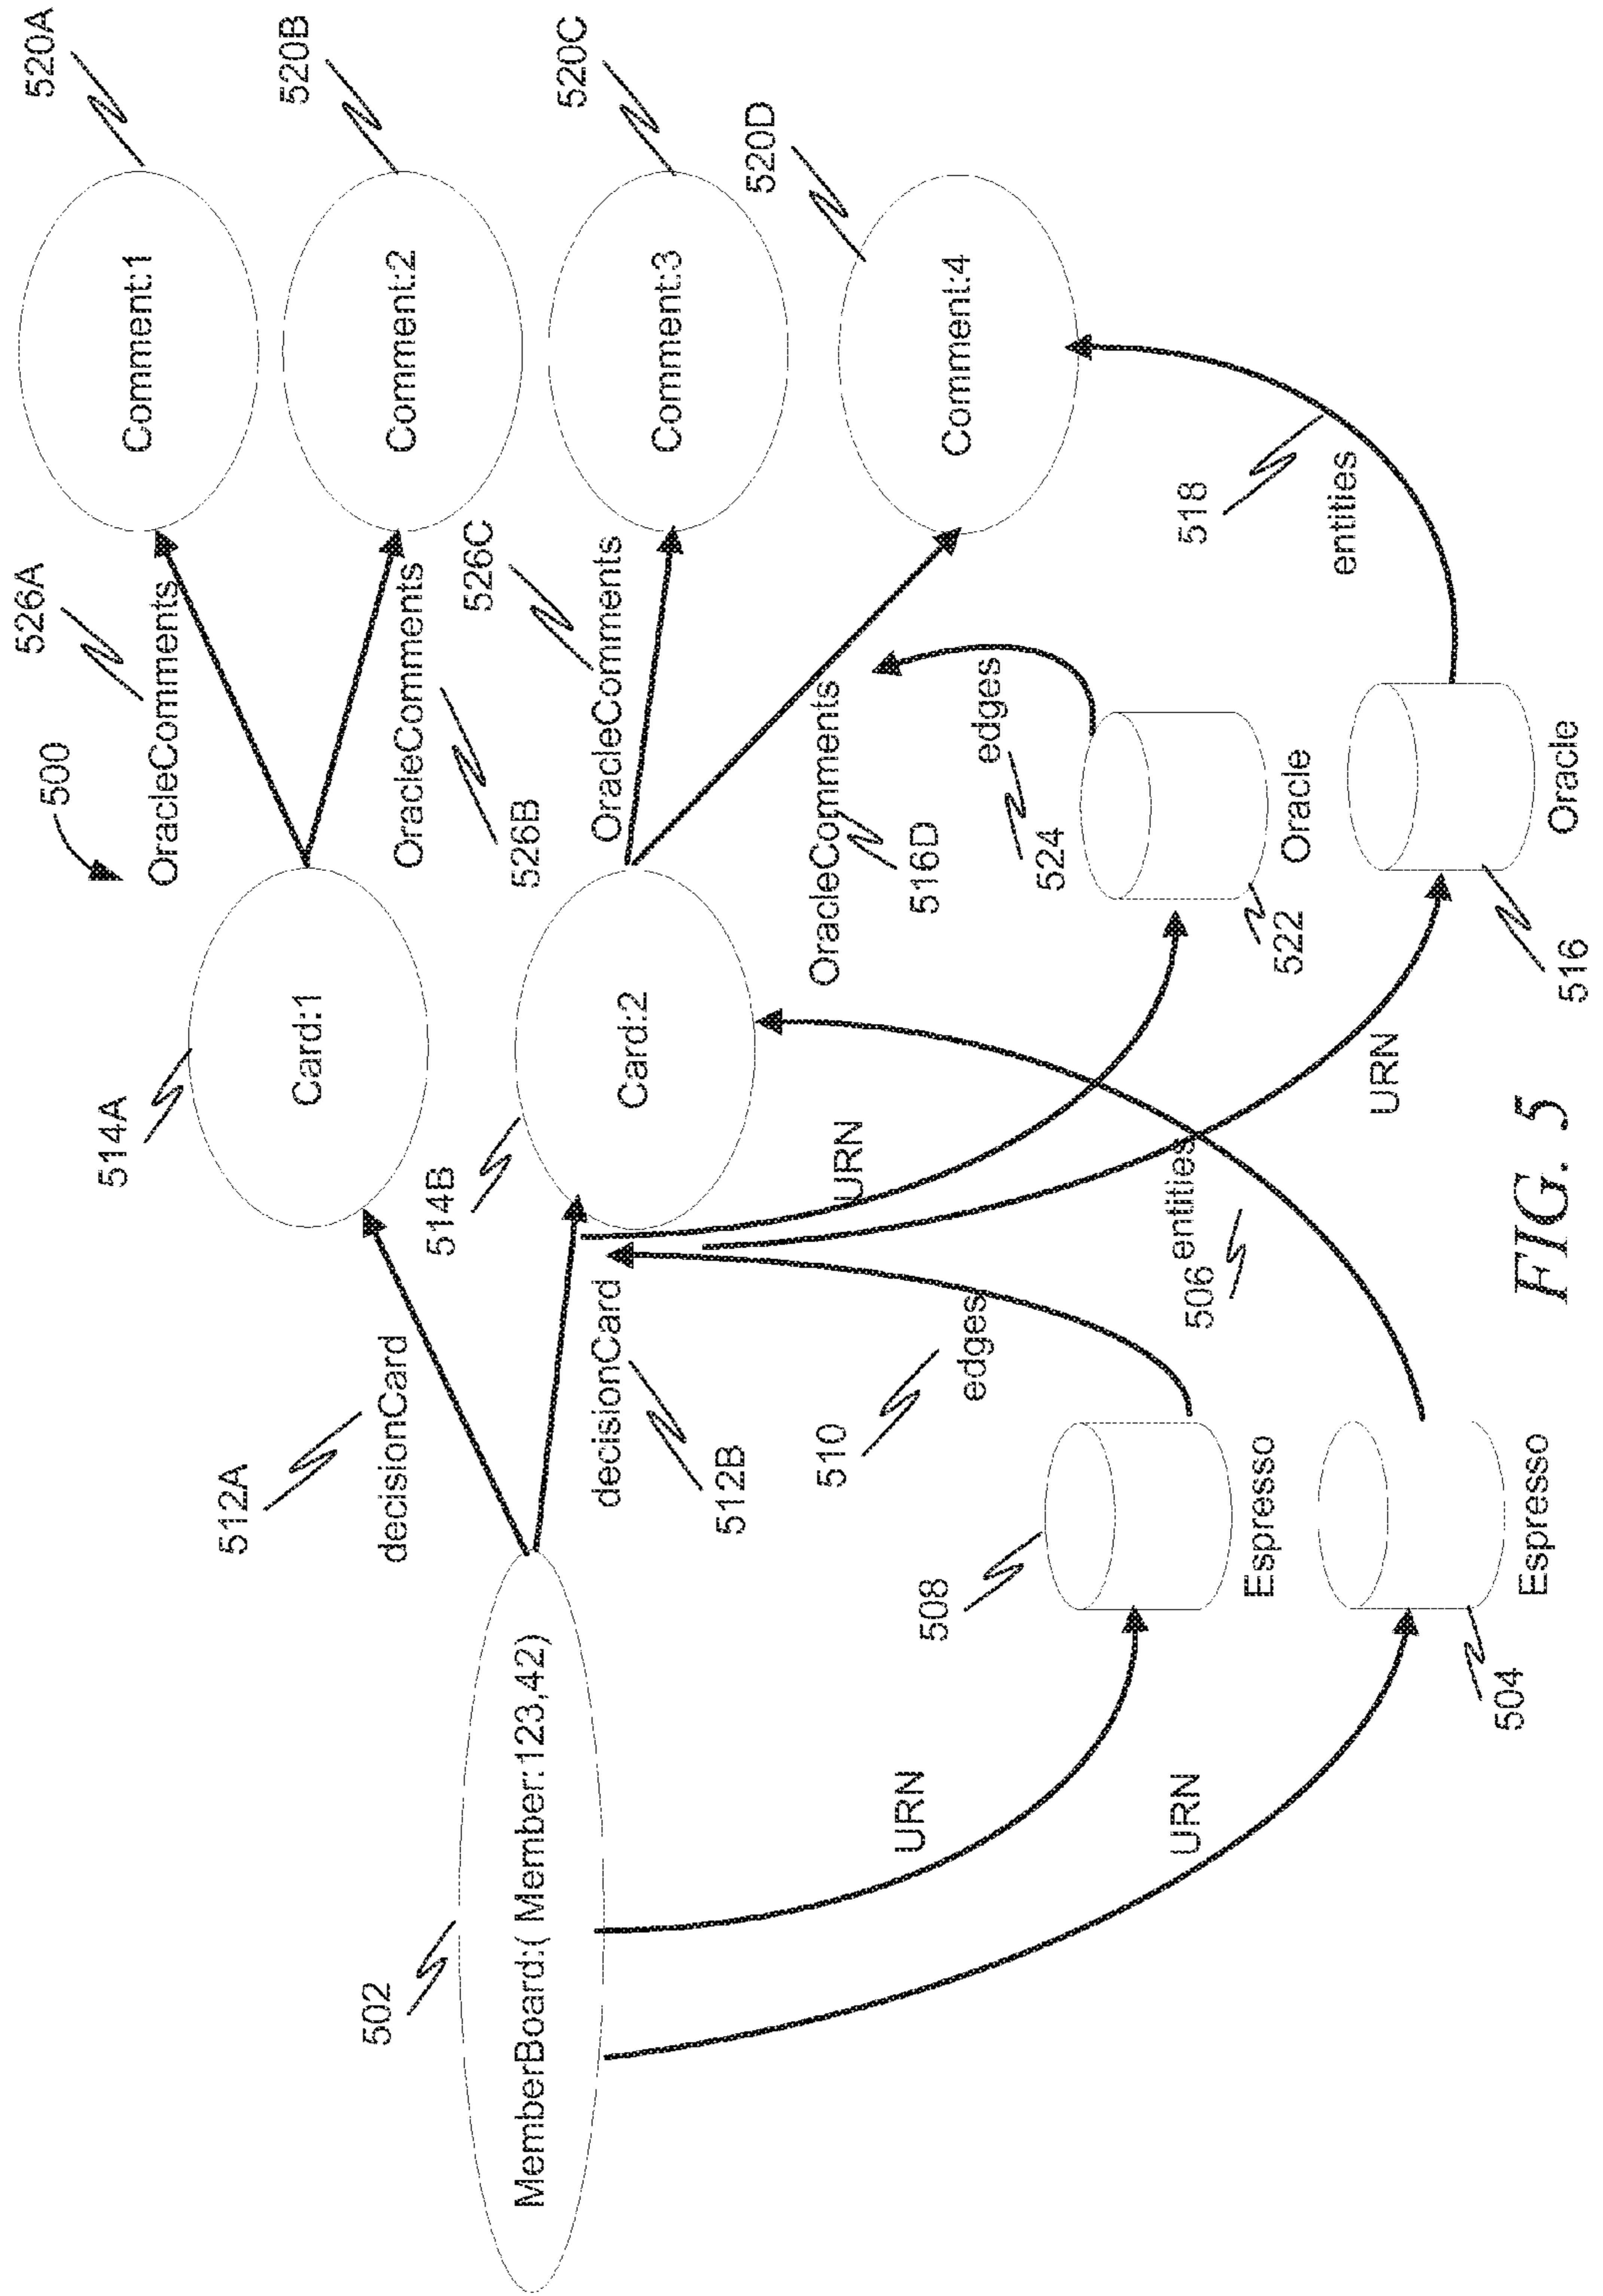 500
502
MemberBoard:( Member:123,42)
512A
decisionCard
decisionCard
512B
514A
Card:1
514B
Card:2
526A
OracleComments
OracleComments
526B
526C
OracleComments
OracleComments
516D
520A
Comment:1
520B
Comment:2
520C
Comment:3
520D
Comment:4
URN
508
Espresso
510
edges
URN
504
Espresso
506
entities
URN
522
Oracle
524
edges
URN
516
Oracle
518
entities
FIG. 5